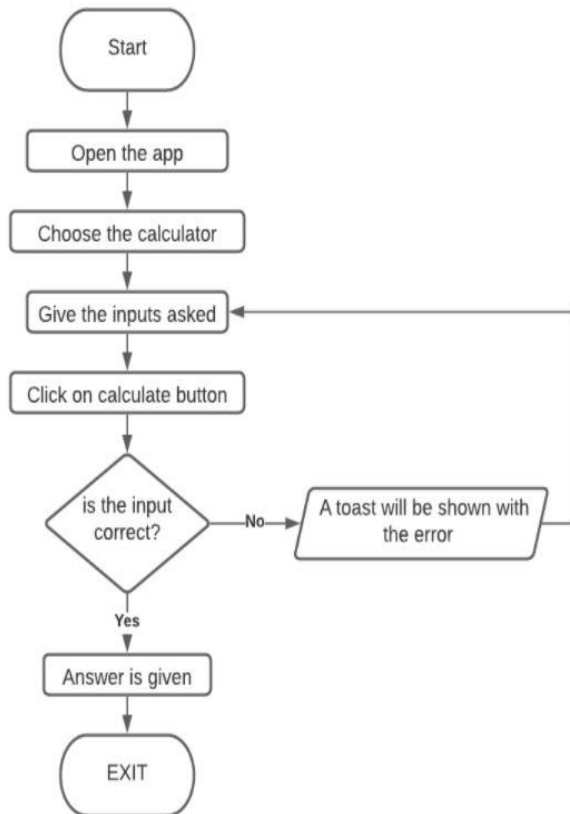 Start
Open the app
Choose the calculator
Give the inputs asked
Click on calculate button
is the input
correct?
No
A toast will be shown with
the error
Yes
Answer is given
EXIT